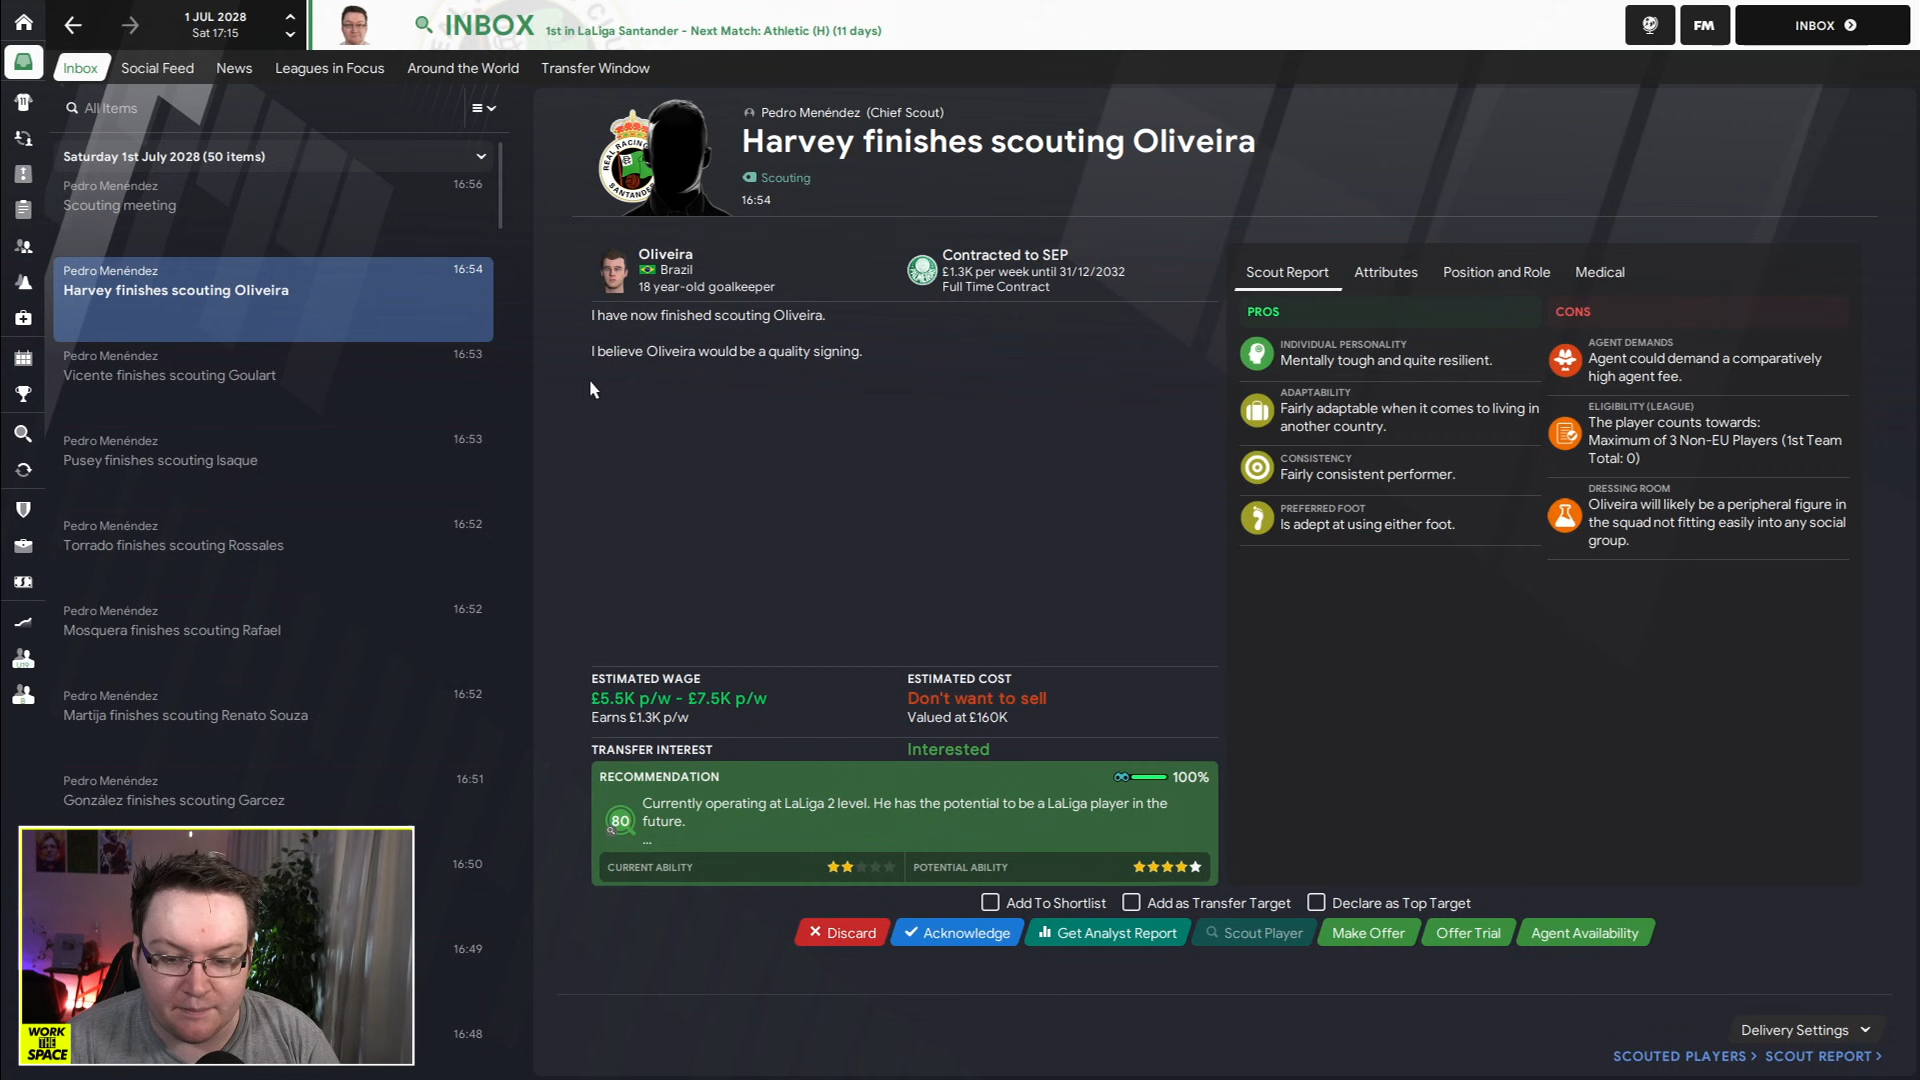 1 JUL 2028
Sat 17:15
INBOX
1st in LaLiga Santander - Next Match: Athletic (H) (11 days)
FM
INBOX
Inbox
Social Feed
News
Leagues in Focus
Around the World
Transfer Window
All Items
Saturday 1st July 2028 (50 items)
Pedro Menéndez
16:56
Scouting meeting
Pedro Menéndez
16:54
Harvey finishes scouting Oliveira
Pedro Menéndez
16:53
Vicente finishes scouting Goulart
Pedro Menéndez
16:53
Pusey finishes scouting Isaque
Pedro Menéndez
16:52
Torrado finishes scouting Rossales
Pedro Menéndez
16:52
Mosquera finishes scouting Rafael
Pedro Menéndez
16:52
Martija finishes scouting Renato Souza
Pedro Menéndez
16:51
González finishes scouting Garcez
16:50
16:49
16:48
WORK
THE
SPACE
Pedro Menéndez (Chief Scout)
Harvey finishes scouting Oliveira
Scouting
16:54
Oliveira
Brazil
18 year-old goalkeeper
Contracted to SEP
£1.3K per week until 31/12/2032
Full Time Contract
I have now finished scouting Oliveira.
I believe Oliveira would be a quality signing.
ESTIMATED WAGE
£5.5K p/w - £7.5K p/w
Earns £1.3K p/w
ESTIMATED COST
Don't want to sell
Valued at £160K
TRANSFER INTEREST
Interested
RECOMMENDATION
100%
80
Currently operating at LaLiga 2 level. He has the potential to be a LaLiga player in the
future.
...
CURRENT ABILITY
POTENTIAL ABILITY
Scout Report
Attributes
Position and Role
Medical
PROS
INDIVIDUAL PERSONALITY
Mentally tough and quite resilient.
ADAPTABILITY
Fairly adaptable when it comes to living in
another country.
CONSISTENCY
Fairly consistent performer.
PREFERRED FOOT
Is adept at using either foot.
CONS
AGENT DEMANDS
Agent could demand a comparatively
high agent fee.
ELIGIBILITY (LEAGUE)
The player counts towards:
Maximum of 3 Non-EU Players (1st Team
Total: 0)
DRESSING ROOM
Oliveira will likely be a peripheral figure in
the squad not fitting easily into any social
group.
Add To Shortlist
Add as Transfer Target
Declare as Top Target
Discard
Acknowledge
Get Analyst Report
Scout Player
Make Offer
Offer Trial
Agent Availability
Delivery Settings
SCOUTED PLAYERS >
SCOUT REPORT >